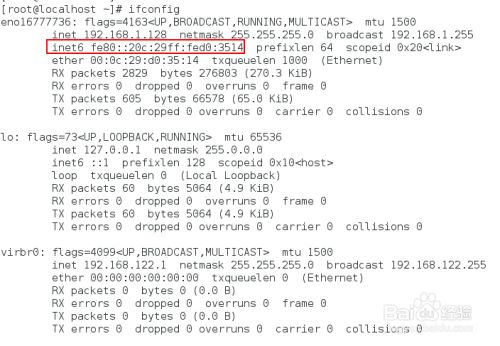 [root@localhost ~]# ifconfig
eno16777736: flags=4163<UP,BROADCAST,RUNNING,MULTICAST>  mtu 1500
        inet 192.168.1.128  netmask 255.255.255.0  broadcast 192.168.1.255
        inet6 fe80::20c:29ff:fed0:3514  prefixlen 64  scopeid 0x20<link>
        ether 00:0c:29:d0:35:14  txqueuelen 1000  (Ethernet)
        RX packets 2829  bytes 276803 (270.3 KiB)
        RX errors 0  dropped 0  overruns 0  frame 0
        TX packets 605  bytes 66578 (65.0 KiB)
        TX errors 0  dropped 0 overruns 0  carrier 0  collisions 0
lo: flags=73<UP,LOOPBACK,RUNNING>  mtu 65536
        inet 127.0.0.1  netmask 255.0.0.0
        inet6 ::1  prefixlen 128  scopeid 0x10<host>
        loop  txqueuelen 0  (Local Loopback)
        RX packets 60  bytes 5064 (4.9 KiB)
        RX errors 0  dropped 0  overruns 0  frame 0
        TX packets 60  bytes 5064 (4.9 KiB)
        TX errors 0  dropped 0 overruns 0  carrier 0  collisions 0
virbr0: flags=4099<UP,BROADCAST,MULTICAST>  mtu 1500
        inet 192.168.122.1  netmask 255.255.255.0  broadcast 192.168.122.255
        ether 00:00:00:00:00:00  txqueuelen 0  (Ethernet)
        RX packets 0  bytes 0 (0.0 B)
        RX errors 0  dropped 0  overruns 0  frame 0
        TX packets 0  bytes 0 (0.0 B)
        TX errors 0  dropped 0 overruns 0  carrier 0  collisions 0
Baidu 经验